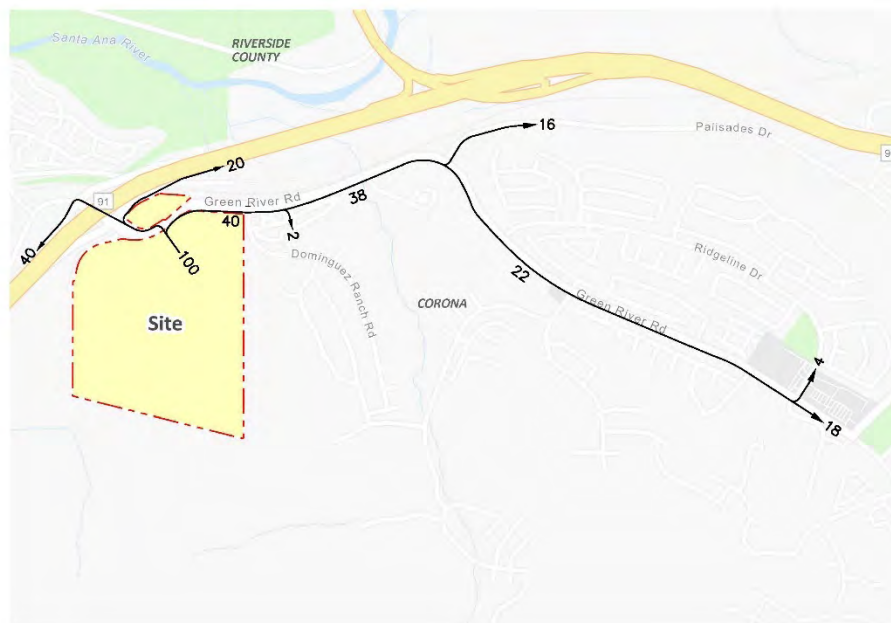 Santa Ana River
RIVERSIDE
COUNTY
16
Palisades Dr
9
20
91
Green River Rd
38
40
2
40
100
Dominguez Ranch Rd
Ridgeline Dr
22
CORONA
Green River Rd
Site
4
18